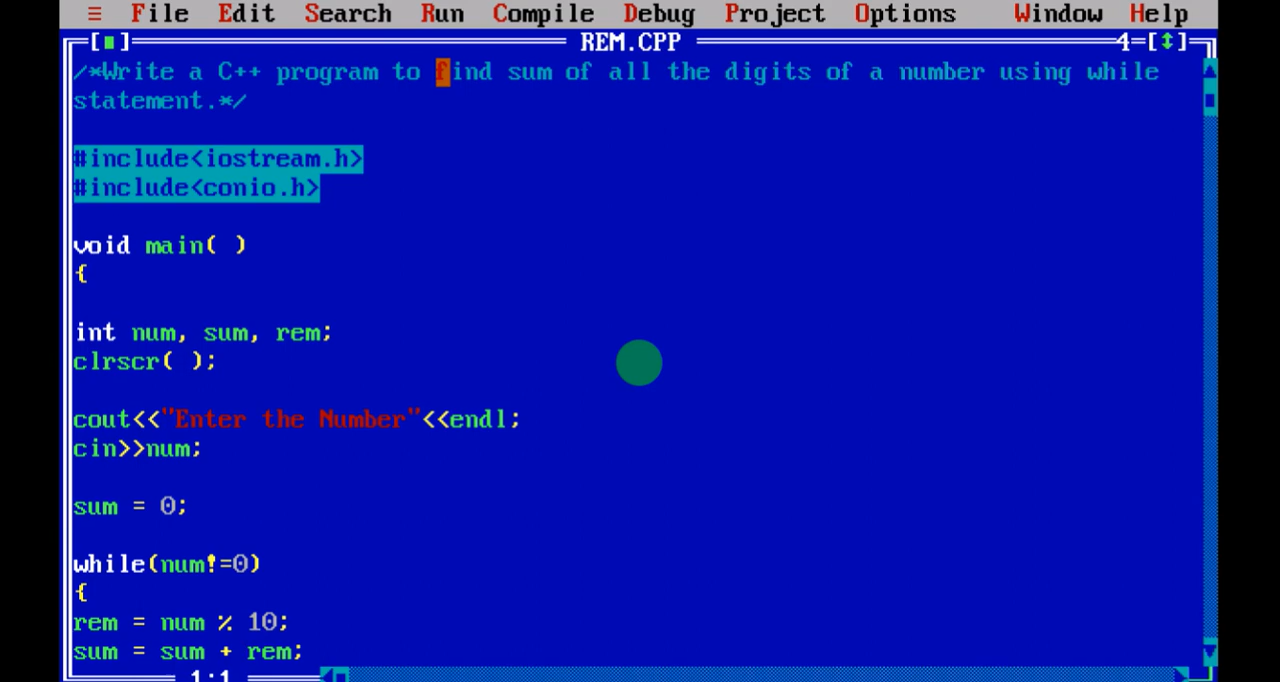 ≡ File Edit Search Run Compile Debug Project Options Window Help
[■] REM.CPP 4=[↕]
/*Write a C++ program to find sum of all the digits of a number using while
statement.*/
#include<iostream.h>
#include<conio.h>
void main( )
{
int num, sum, rem;
clrscr( );
cout<<"Enter the Number"<<endl;
cin>>num;
sum = 0;
while(num!=0)
{
rem = num % 10;
sum = sum + rem;
1:1